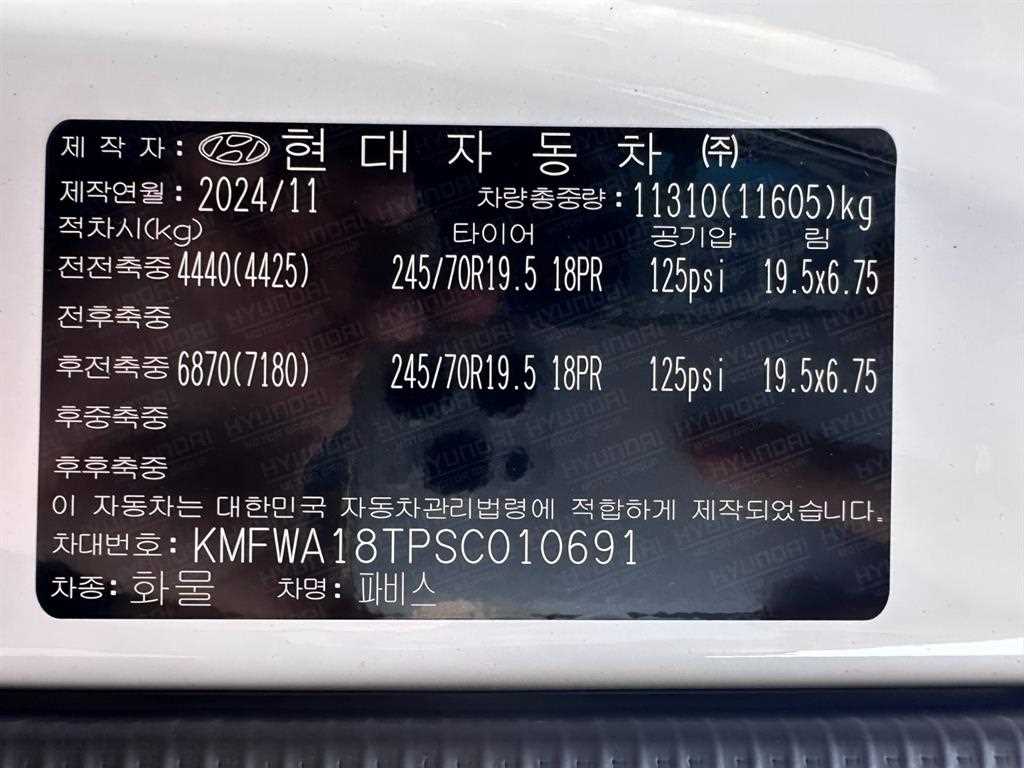 제 작 자 : 현 대 자 동 차 ㈜
제작연월 : 2024/11 차량총중량 : 11310(11605)kg
적차시(kg) 타이어 공기압 림
전전축중 4440(4425) 245/70R19.5 18PR 125psi 19.5x6.75
전후축중
후전축중 6870(7180) 245/70R19.5 18PR 125psi 19.5x6.75
후중축중
후후축중
이 자동차는 대한민국 자동차관리법령에 적합하게 제작되었습니다.
차대번호 : KMFWA18TPSC010691
차종 : 화물 차명 : 파비스